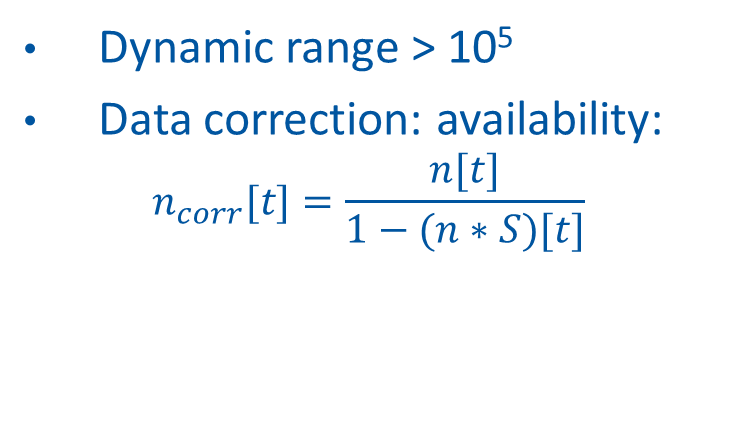 • Dynamic range > 10⁵
• Data correction: availability:
n_corr[t] = n[t] / (1 − (n ∗ S)[t])